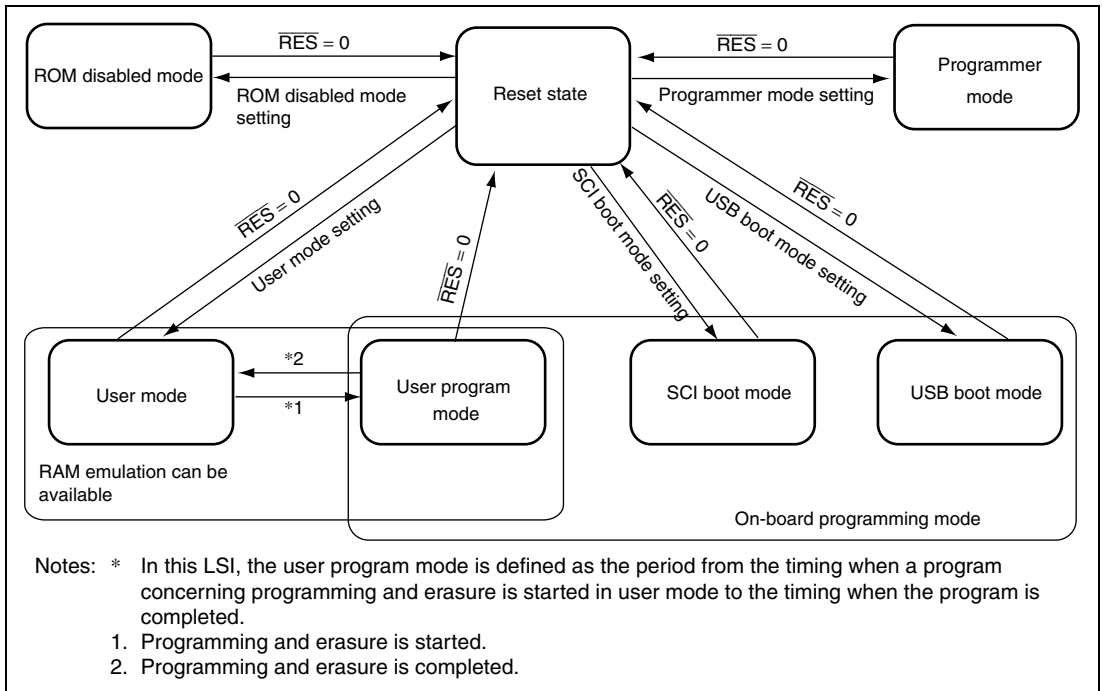 RES = 0
RES = 0
ROM disabled mode
Reset state
Programmer
mode
ROM disabled mode
setting
Programmer mode setting
RES = 0
User mode setting
RES = 0
SCI boot mode setting
RES = 0
USB boot mode setting
RES = 0
*2
User mode
User program
mode
*1
SCI boot mode
USB boot mode
RAM emulation can be
available
On-board programming mode
Notes: * In this LSI, the user program mode is defined as the period from the timing when a program
concerning programming and erasure is started in user mode to the timing when the program is
completed.
1. Programming and erasure is started.
2. Programming and erasure is completed.